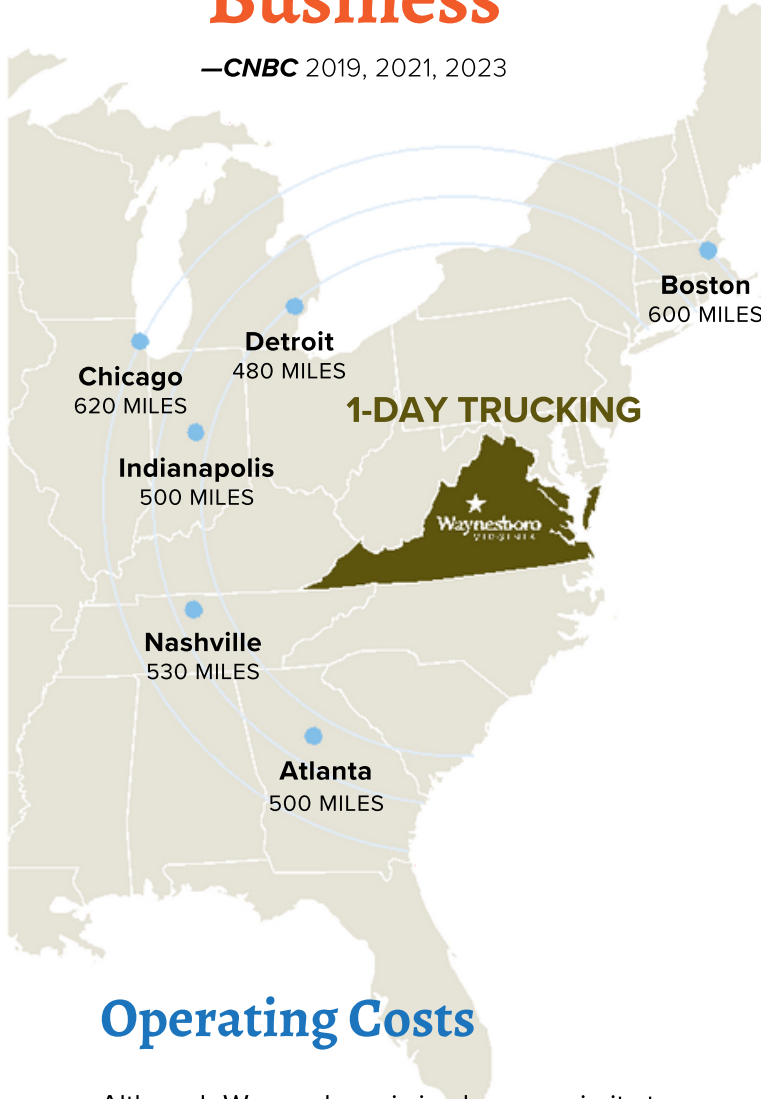 Business
—CNBC 2019, 2021, 2023
Boston
600 MILES
Detroit
480 MILES
Chicago
620 MILES
1-DAY TRUCKING
Indianapolis
500 MILES
Waynesboro
VIRGINIA
Nashville
530 MILES
Atlanta
500 MILES
Operating Costs